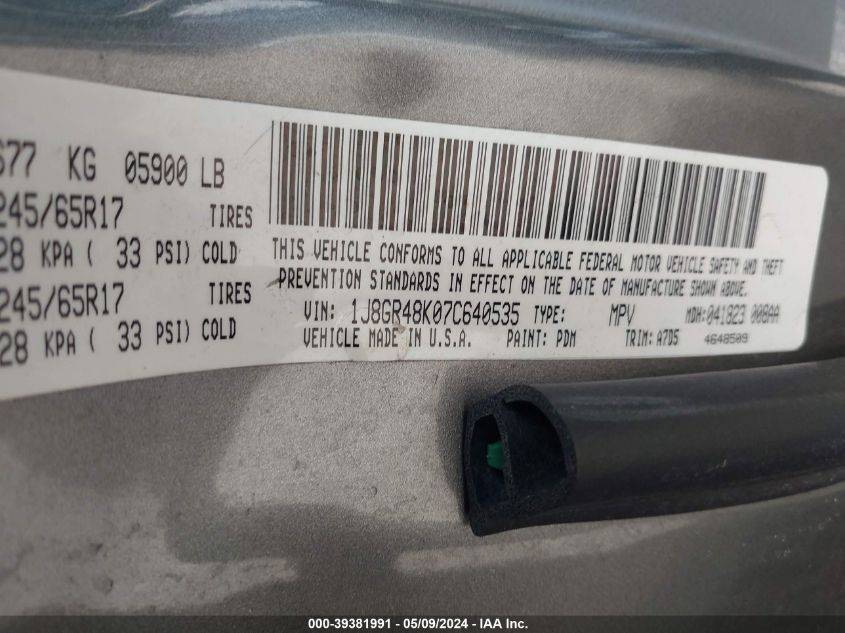 677 KG 05900 LB
245/65R17 TIRES
28 KPA ( 33 PSI) COLD
245/65R17 TIRES
28 KPA ( 33 PSI) COLD
THIS VEHICLE CONFORMS TO ALL APPLICABLE FEDERAL MOTOR VEHICLE SAFETY AND THEFT
PREVENTION STANDARDS IN EFFECT ON THE DATE OF MANUFACTURE SHOWN ABOVE.
VIN: 1J8GR48K07C640535 TYPE: MPV MDH:041823 008AA
VEHICLE MADE IN U.S.A. PAINT: PDM TRIM: A7D5 4648509
000-39381991 - 05/09/2024 - IAA Inc.